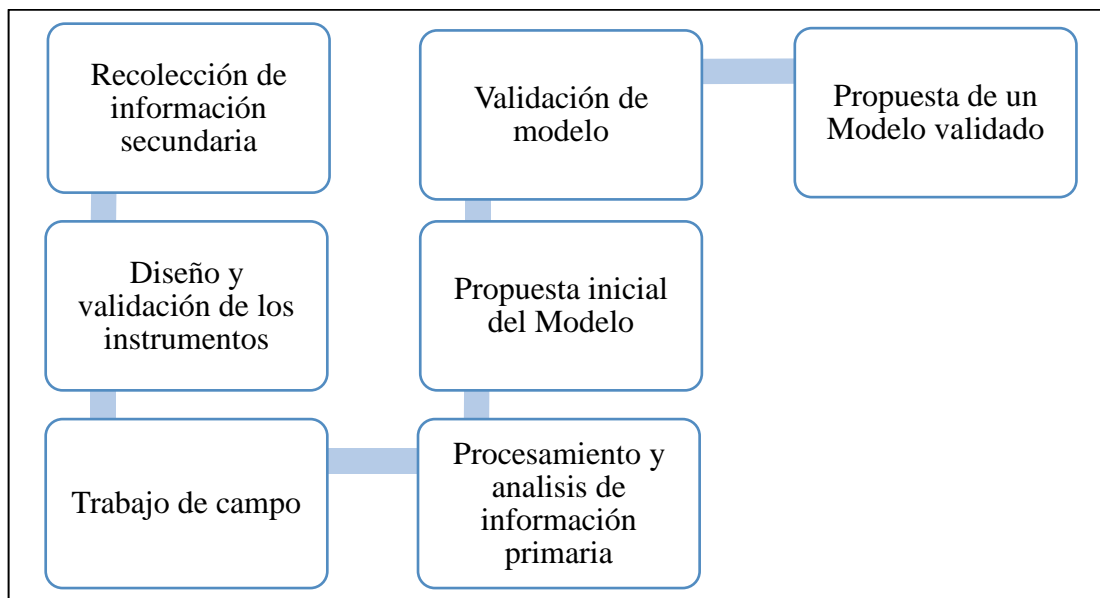 Recolección de
información
secundaria
Diseño y
validación de los
instrumentos
Trabajo de campo
Procesamiento y
analisis de
información
primaria
Propuesta inicial
del Modelo
Validación de
modelo
Propuesta de un
Modelo validado